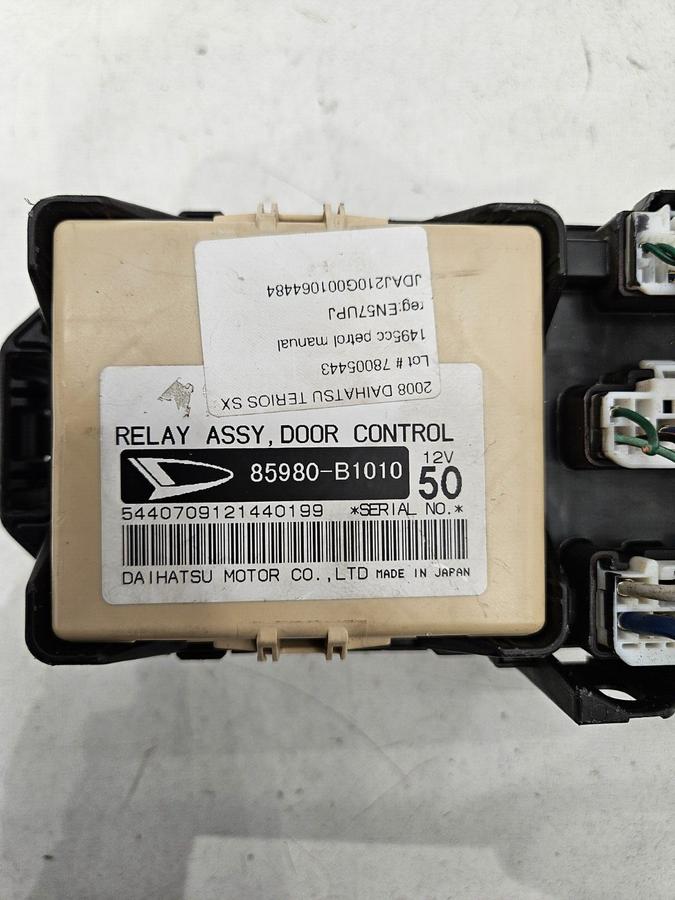 2008 DAIHATSU TERIOS SX
Lot # 78005443
1495cc petrol manual
reg:EN57UPJ
JDAJ210G001064484
RELAY ASSY, DOOR CONTROL
85980-B1010
12V
50
5440709121440199 *SERIAL NO.*
DAIHATSU MOTOR CO.,LTD MADE IN JAPAN